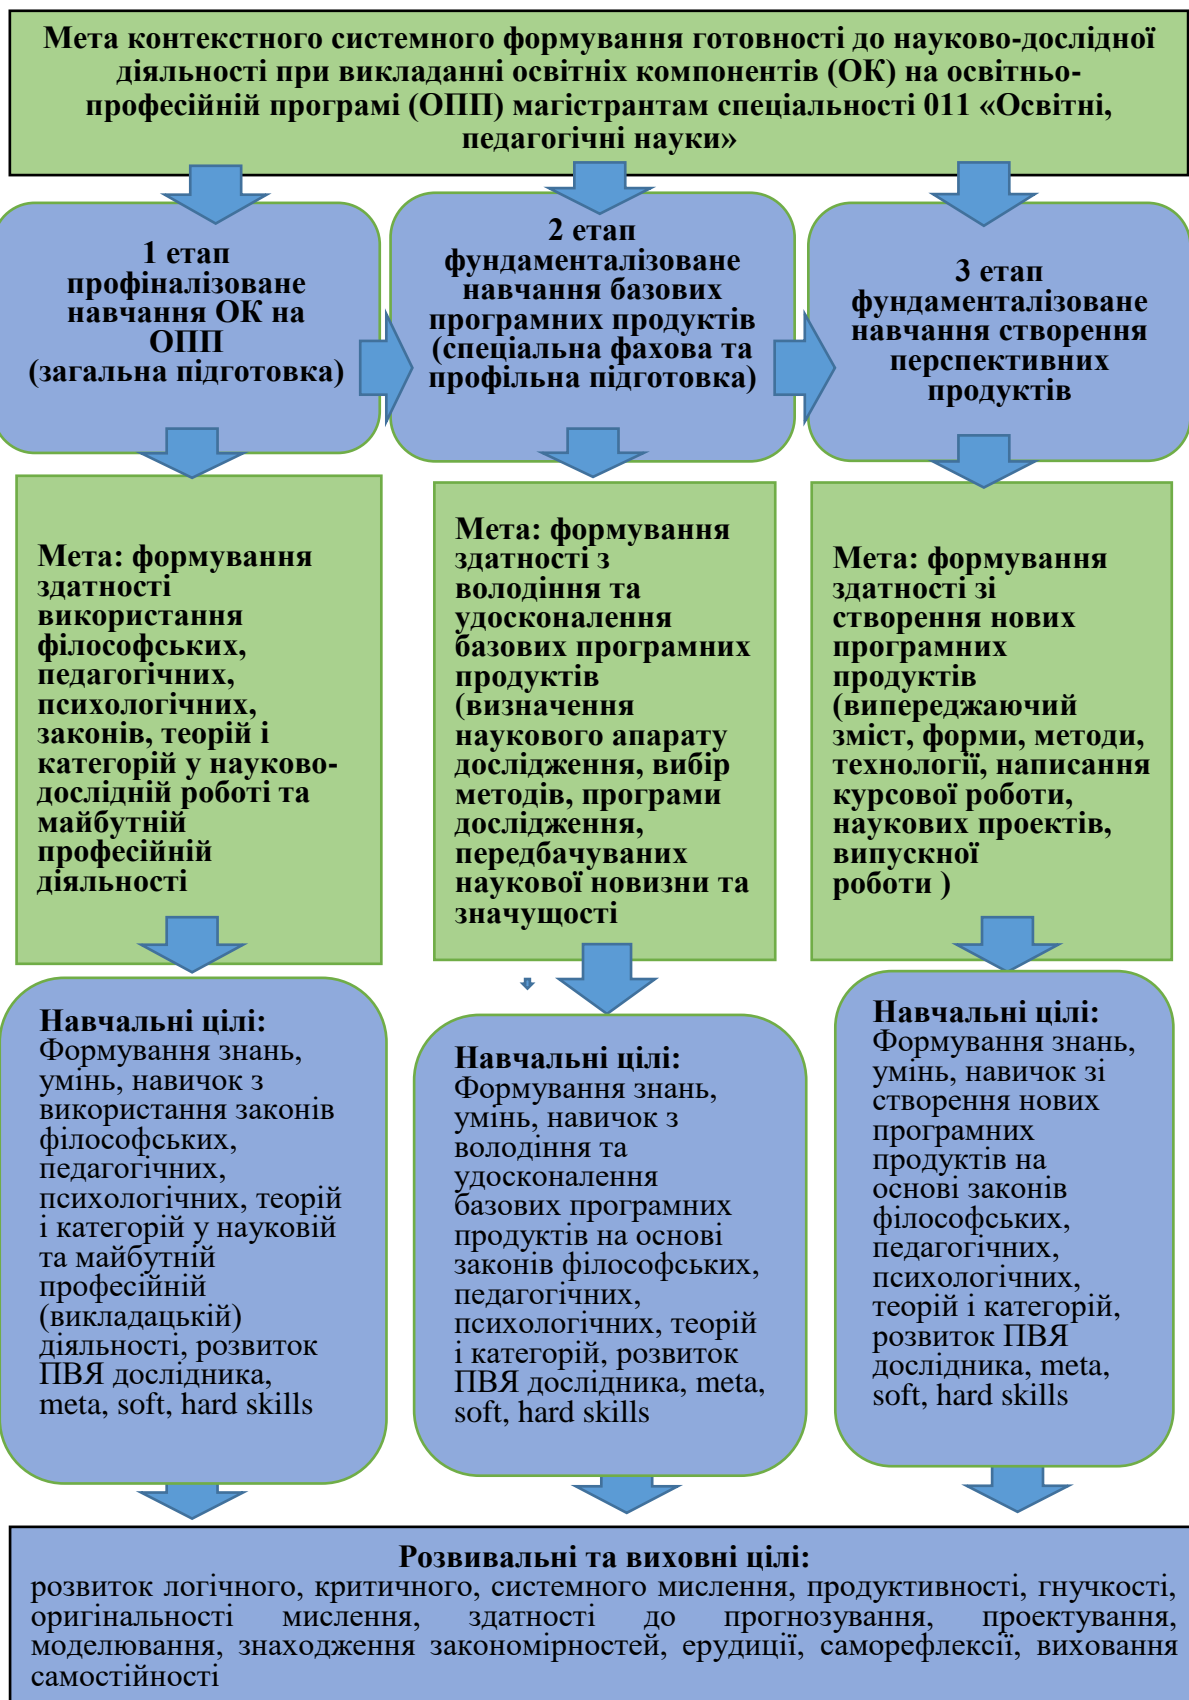 Мета контекстного системного формування готовності до науково-дослідної
діяльності при викладанні освітніх компонентів (ОК) на освітньо-
професійній програмі (ОПП) магістрантам спеціальності 011 «Освітні,
педагогічні науки»
1 етап
профіналізоване
навчання ОК на
ОПП
(загальна підготовка)
2 етап
фундаменталізоване
навчання базових
програмних продуктів
(спеціальна фахова та
профільна підготовка)
3 етап
фундаменталізоване
навчання створення
перспективних
продуктів
Мета: формування
здатності
використання
філософських,
педагогічних,
психологічних,
законів, теорій і
категорій у науково-
дослідній роботі та
майбутній
професійній
діяльності
Мета: формування
здатності з
володіння та
удосконалення
базових програмних
продуктів
(визначення
наукового апарату
дослідження, вибір
методів, програми
дослідження,
передбачуваних
наукової новизни та
значущості
Мета: формування
здатності зі
створення нових
програмних
продуктів
(випереджаючий
зміст, форми, методи,
технології, написання
курсової роботи,
наукових проектів,
випускної
роботи )
Навчальні цілі:
Формування знань,
умінь, навичок з
використання законів
філософських,
педагогічних,
психологічних, теорій
і категорій у науковій
та майбутній
професійній
(викладацькій)
діяльності, розвиток
ПВЯ дослідника,
meta, soft, hard skills
Навчальні цілі:
Формування знань,
умінь, навичок з
володіння та
удосконалення
базових програмних
продуктів на основі
законів філософських,
педагогічних,
психологічних, теорій
і категорій, розвиток
ПВЯ дослідника, meta,
soft, hard skills
Навчальні цілі:
Формування знань,
умінь, навичок зі
створення нових
програмних
продуктів на
основі законів
філософських,
педагогічних,
психологічних,
теорій і категорій,
розвиток ПВЯ
дослідника, meta,
soft, hard skills
Розвивальні та виховні цілі:
розвиток логічного, критичного, системного мислення, продуктивності, гнучкості,
оригінальності мислення, здатності до прогнозування, проектування,
моделювання, знаходження закономірностей, ерудиції, саморефлексії, виховання
самостійності